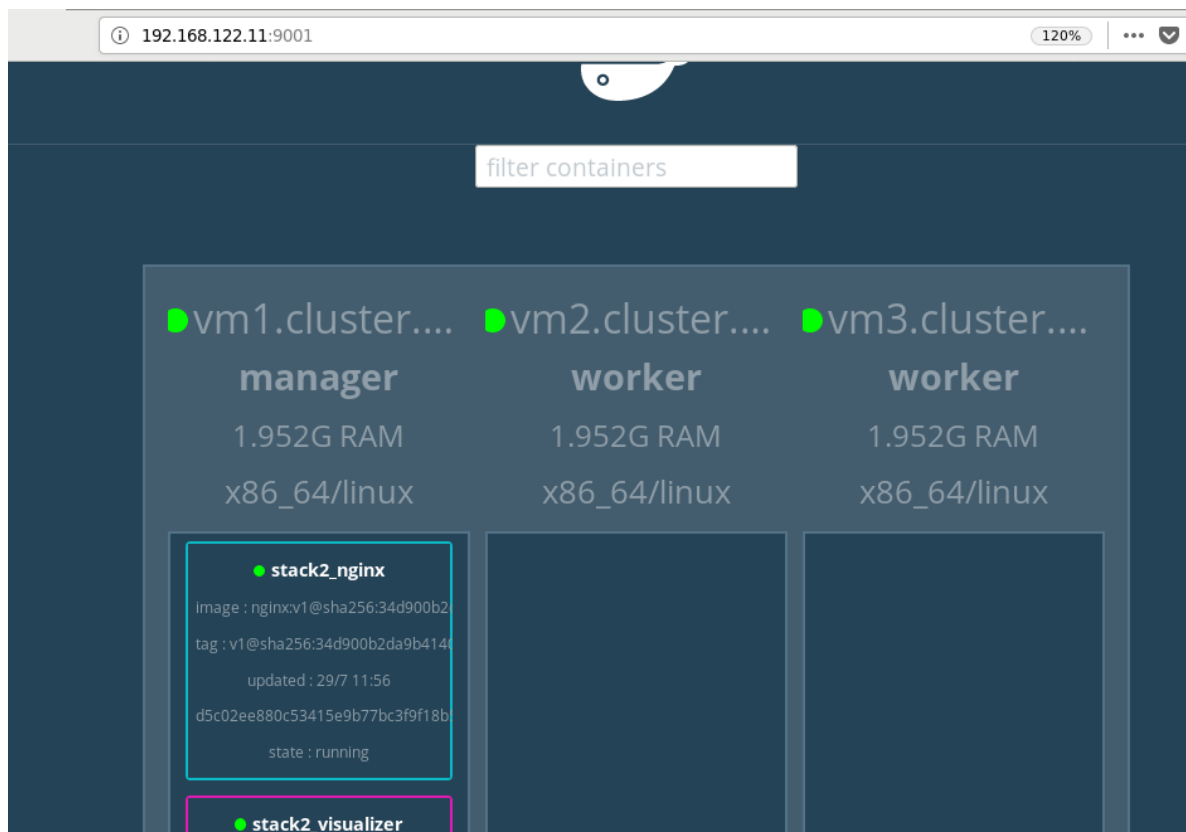 192.168.122.11:9001 120%
filter containers
vm1.cluster.... vm2.cluster.... vm3.cluster....
manager worker worker
1.952G RAM 1.952G RAM 1.952G RAM
x86_64/linux x86_64/linux x86_64/linux
stack2_nginx
image : nginx:v1@sha256:34d900b2
tag : v1@sha256:34d900b2da9b414
updated : 29/7 11:56
d5c02ee880c53415e9b77bc3f9f18b
state : running
stack2_visualizer